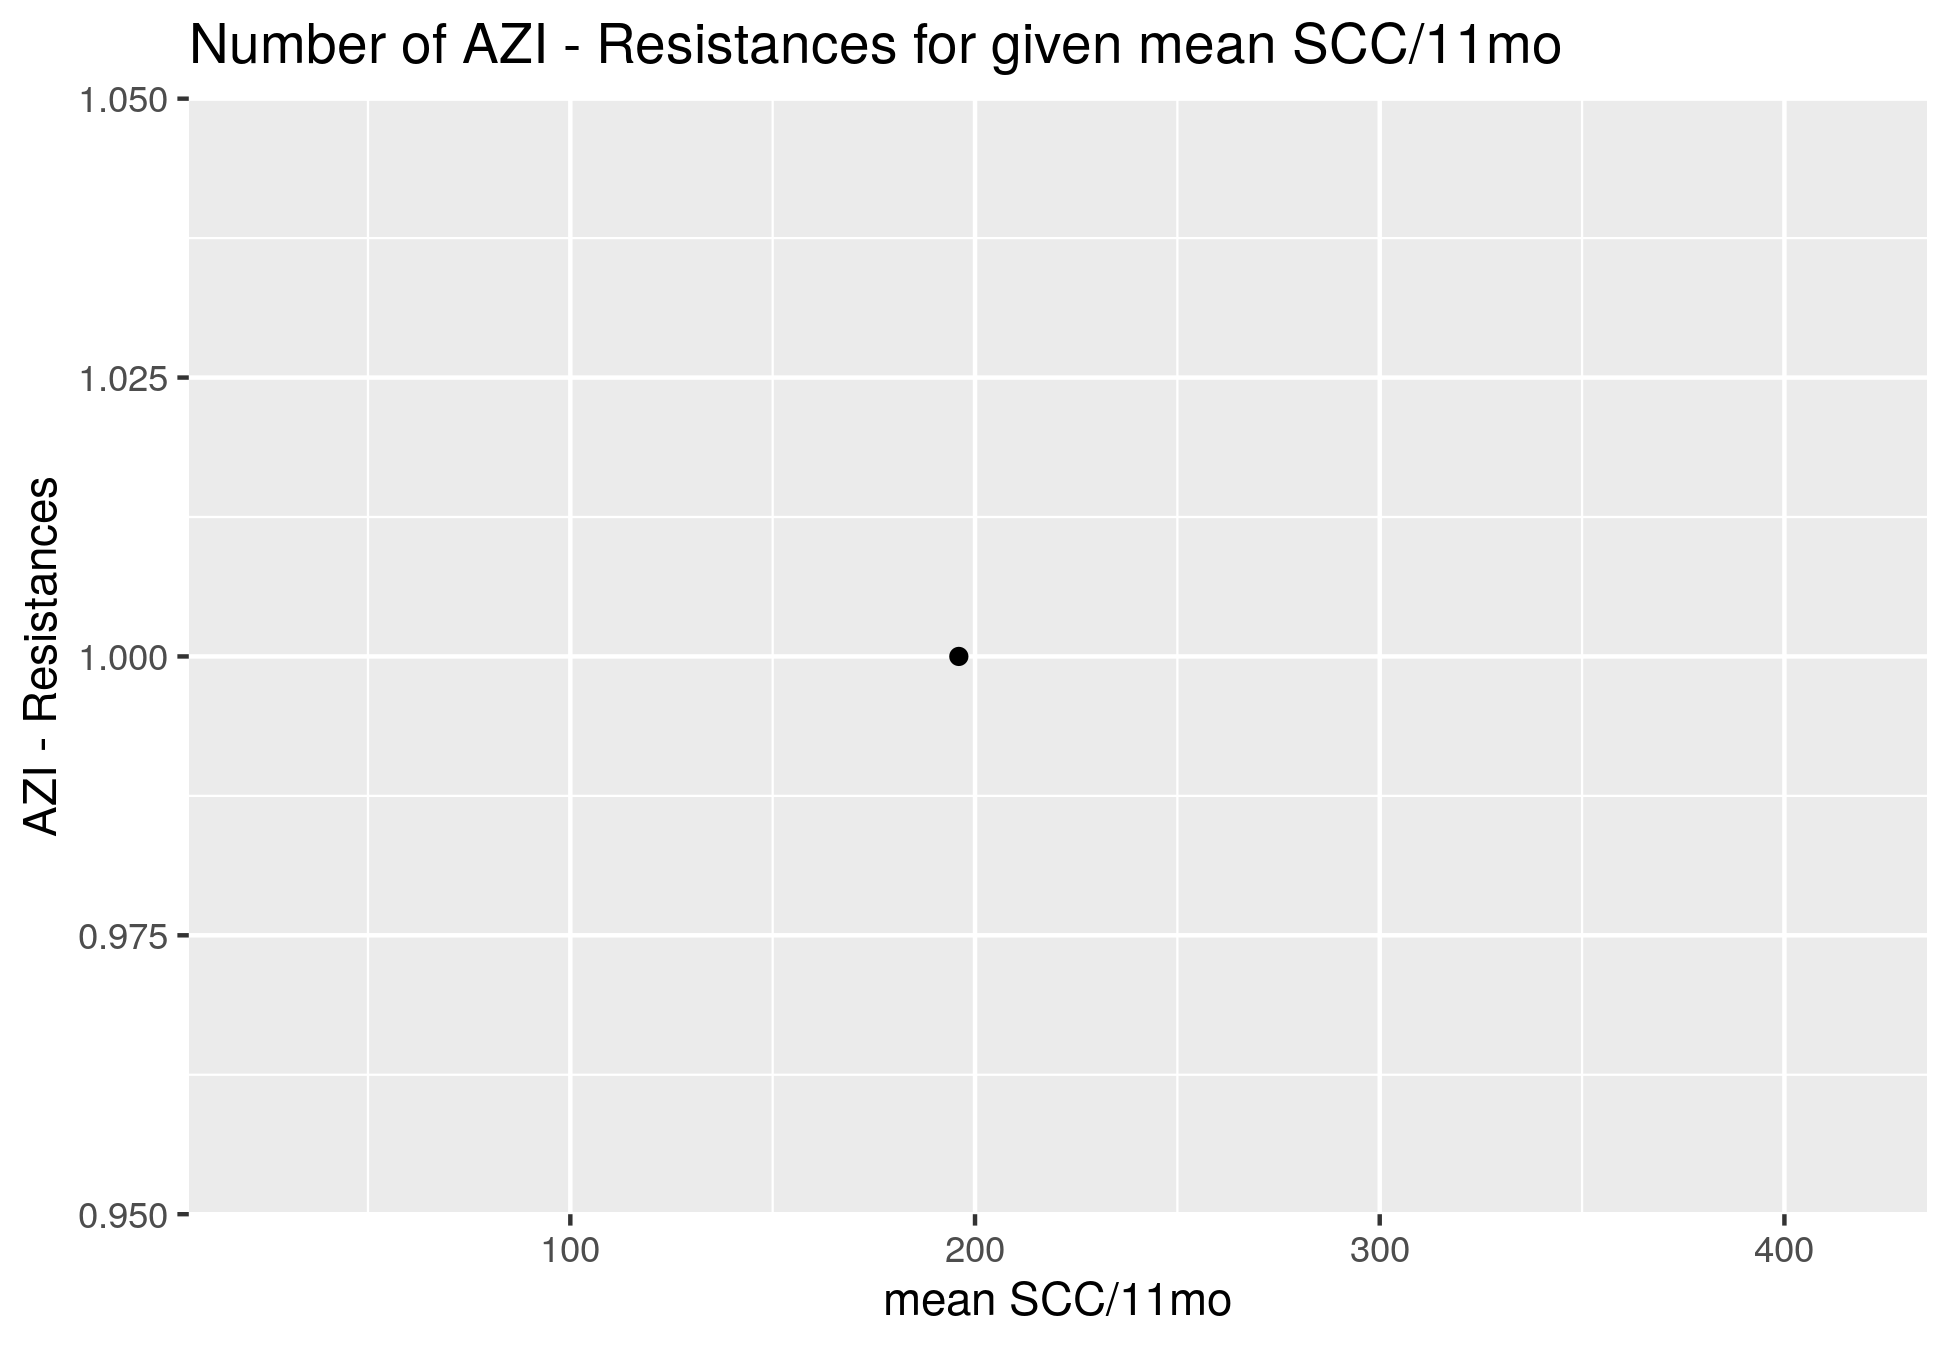 Number of AZI - Resistances for given mean SCC/11mo
1.050
1.025
1.000
0.975
0.950
AZI - Resistances
100 200 300 400
mean SCC/11mo